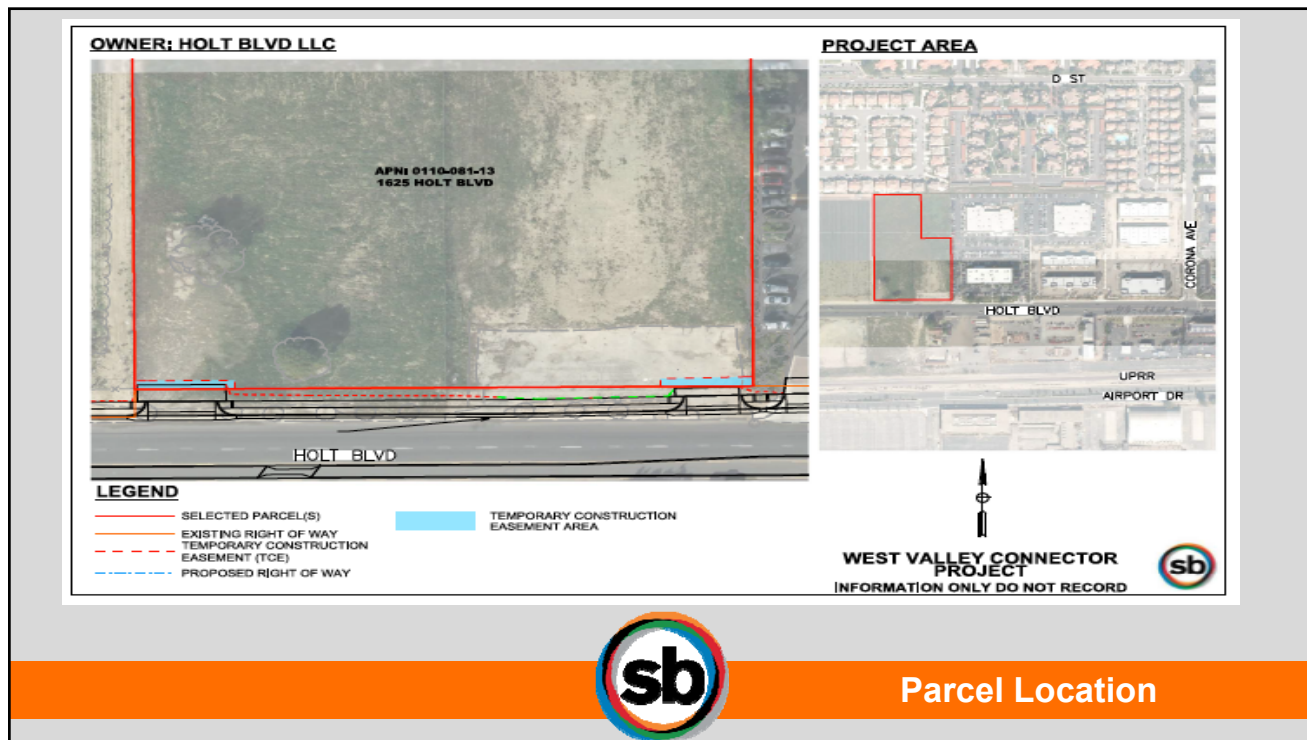 OWNER: HOLT BLVD LLC
APN: 0110-081-13
1625 HOLT BLVD
HOLT BLVD
PROJECT AREA
D ST
CORONA AVE
HOLT BLVD
UPRR
AIRPORT DR
LEGEND
SELECTED PARCEL(S)
EXISTING RIGHT OF WAY
TEMPORARY CONSTRUCTION
EASEMENT (TCE)
PROPOSED RIGHT OF WAY
TEMPORARY CONSTRUCTION
EASEMENT AREA
WEST VALLEY CONNECTOR
PROJECT
INFORMATION ONLY DO NOT RECORD
sb
sb
Parcel Location